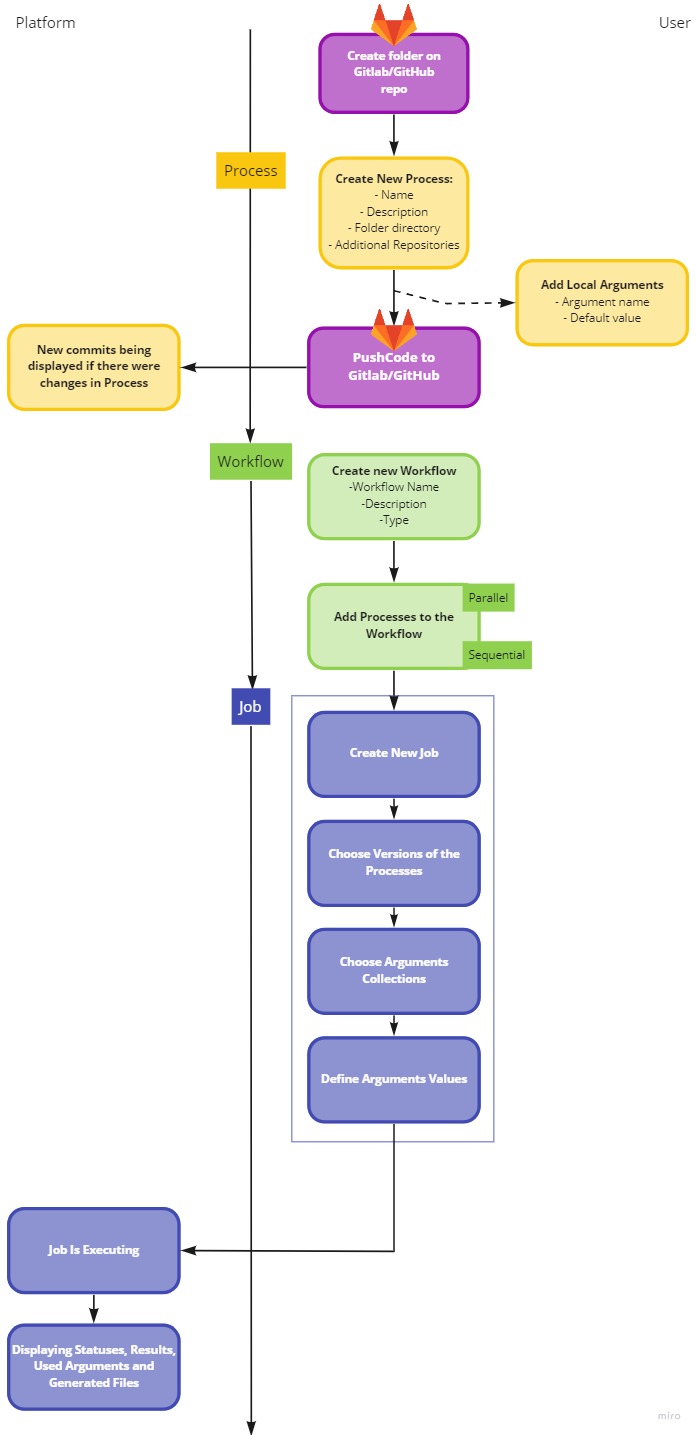 Platform
User
Create folder on
Gitlab/GitHub
repo
Process
Create New Process:
- Name
- Description
- Folder directory
- Additional Repositories
Add Local Arguments
- Argument name
- Default value
New commits being
displayed if there were
changes in Process
PushCode to
Gitlab/GitHub
Workflow
Create new Workflow
-Workflow Name
-Description
-Type
Add Processes to the
Workflow
Parallel
Sequential
Job
Create New Job
Choose Versions of the
Processes
Choose Arguments
Collections
Define Arguments Values
Job Is Executing
Displaying Statuses, Results,
Used Arguments and
Generated Files
miro